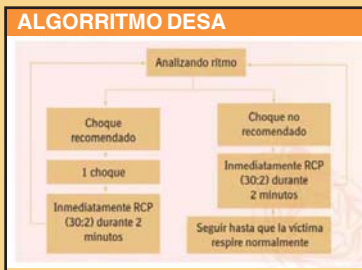 ALGORRITMO DESA
Analizando ritmo
Choque
recomendado
1 choque
Inmediatamente RCP
(30:2) durante 2
minutos
Choque no
recomendado
Inmediatamente RCP
(30:2) durante
2 minutos
Seguir hasta que la víctima
respire normalmente